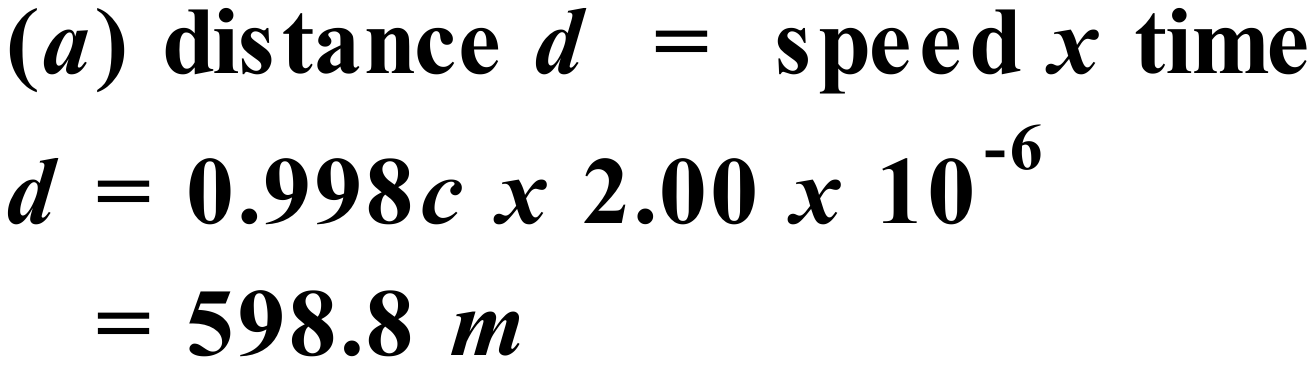 (a) distance d = speed x time
d = 0.998c x 2.00 x 10⁻⁶
= 598.8 m